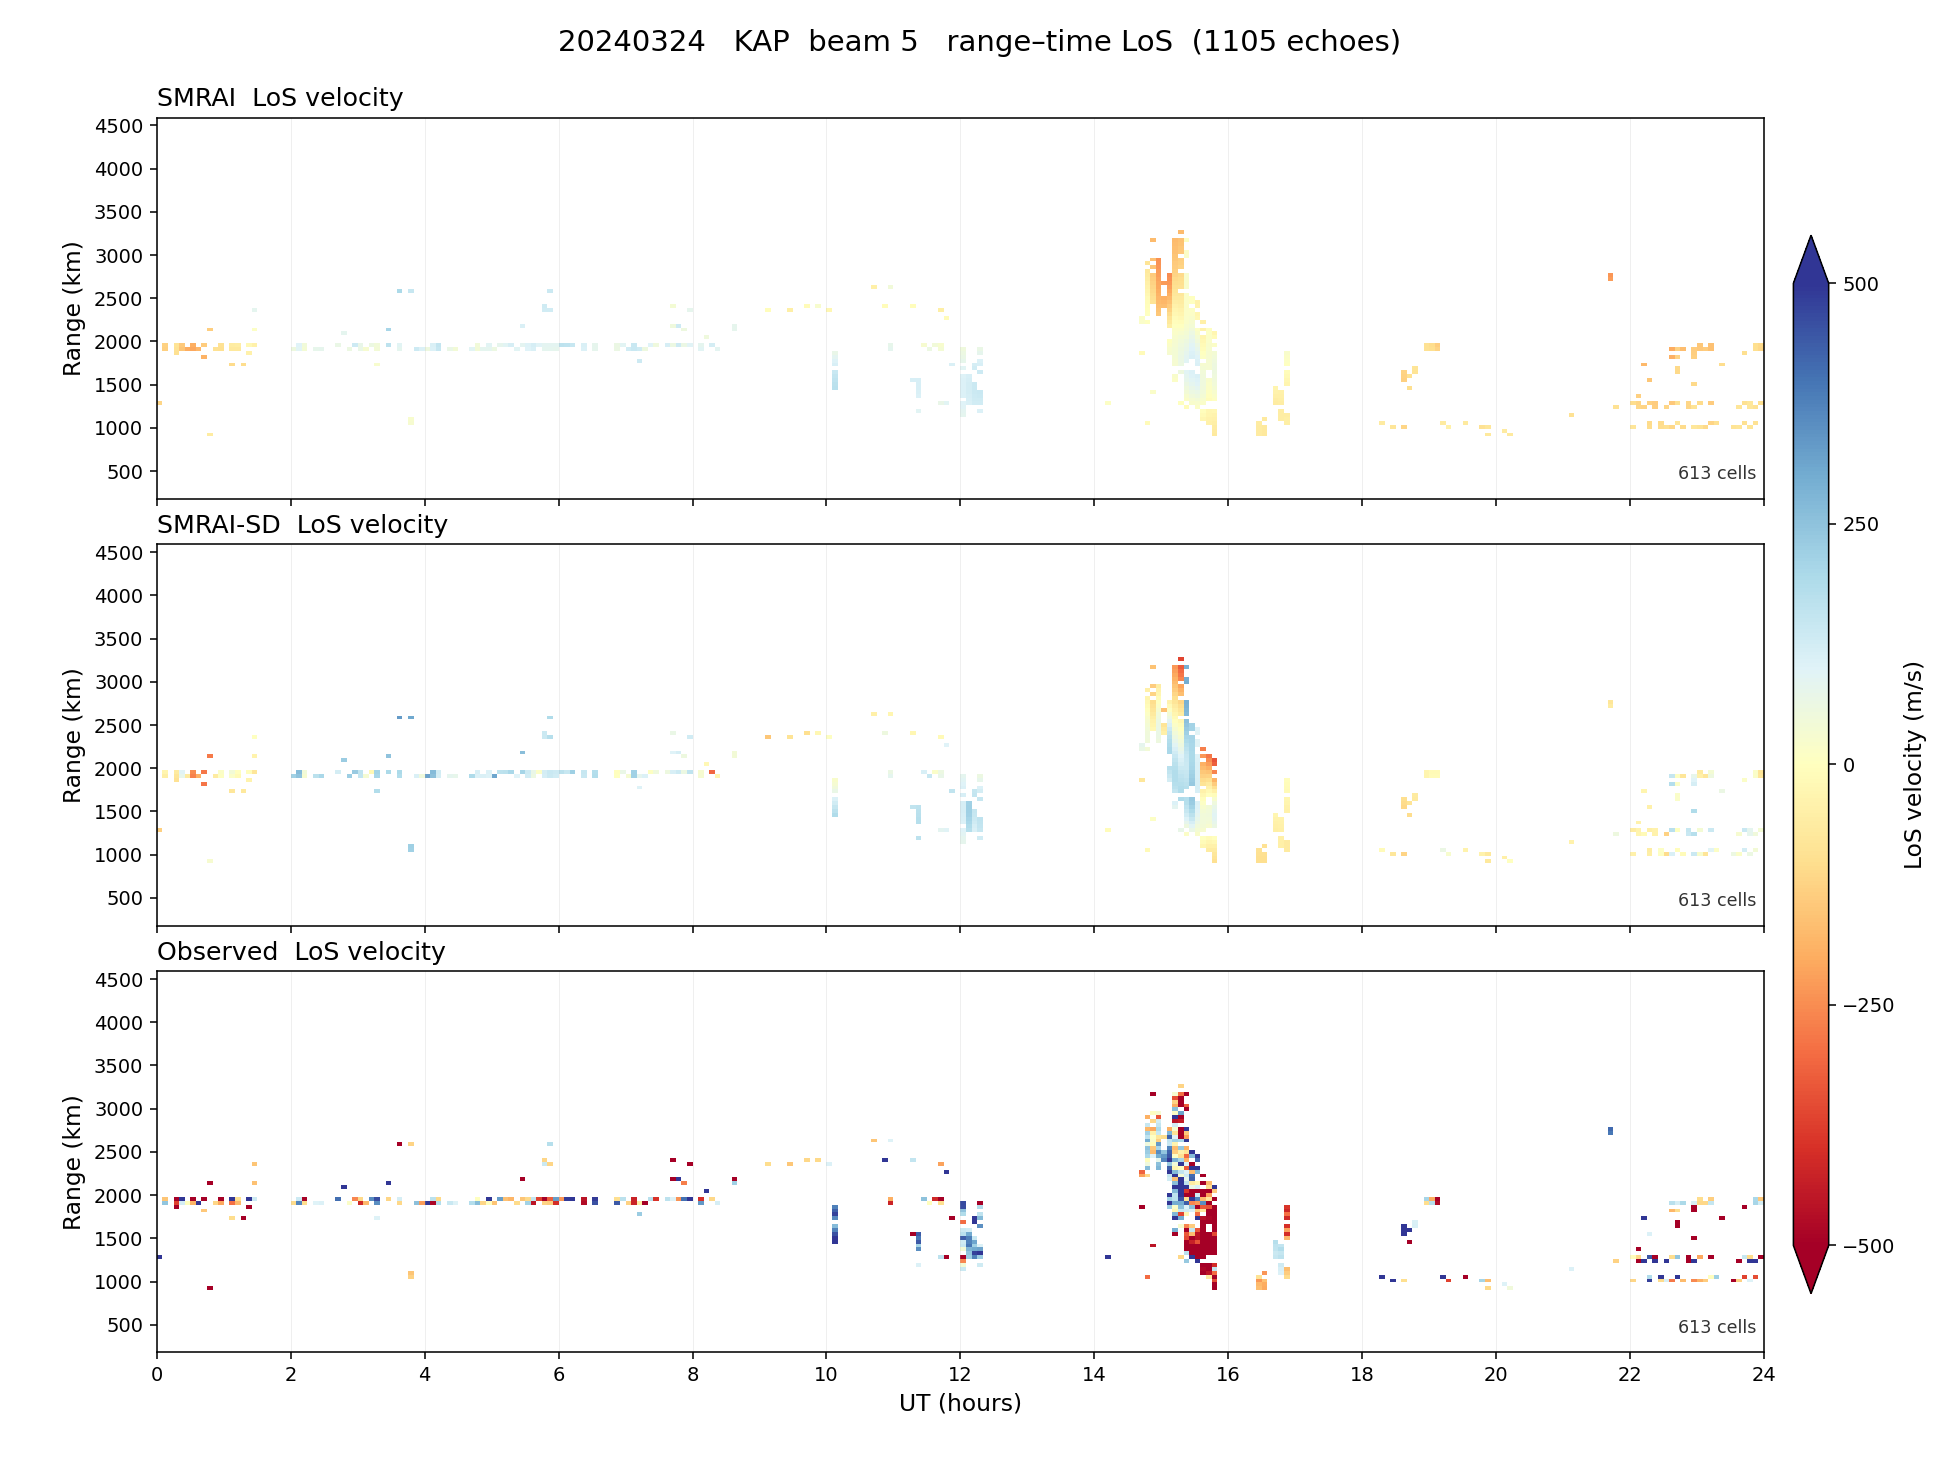 20240324 KAP beam 5 range–time LoS (1105 echoes)
SMRAI LoS velocity
4500
4000
3500
3000
2500
2000
1500
1000
500
Range (km)
613 cells
SMRAI-SD LoS velocity
4500
4000
3500
3000
2500
2000
1500
1000
500
Range (km)
613 cells
Observed LoS velocity
4500
4000
3500
3000
2500
2000
1500
1000
500
Range (km)
613 cells
0 2 4 6 8 10 12 14 16 18 20 22 24
UT (hours)
500
250
0
−250
−500
LoS velocity (m/s)